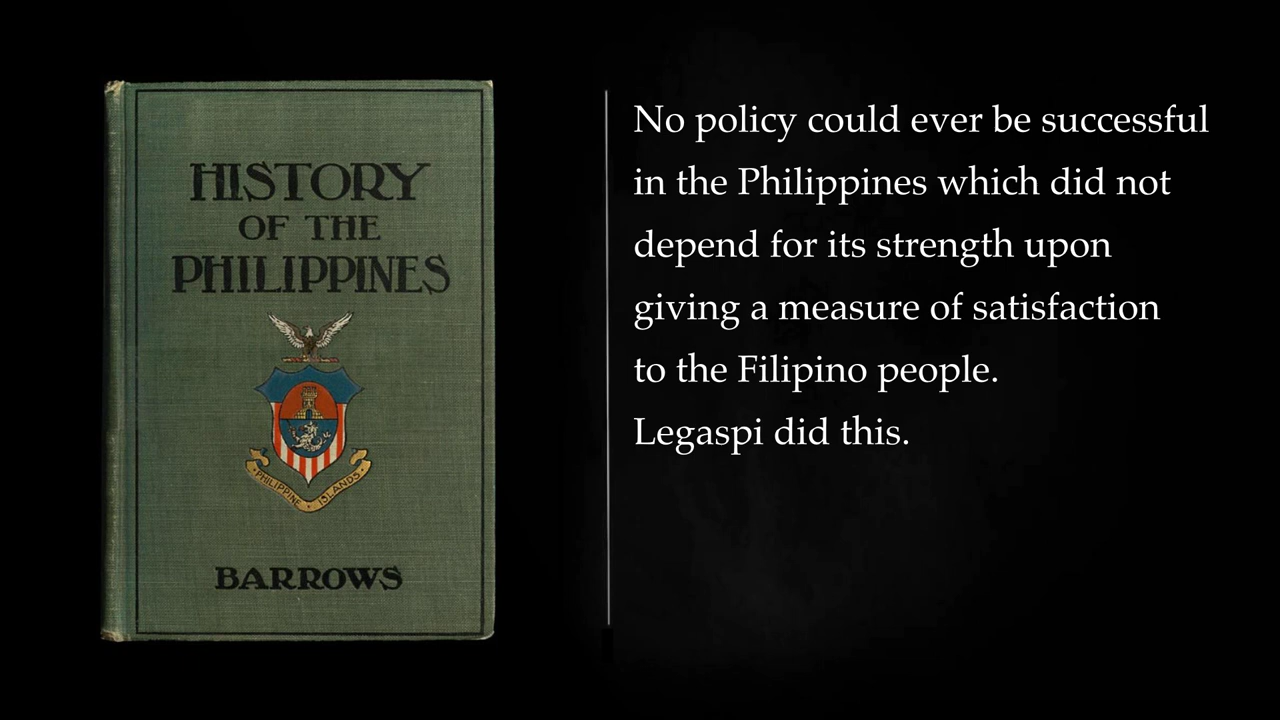 HISTORY
OF THE
PHILIPPINES
PHILIPPINE ISLANDS
BARROWS
No policy could ever be successful
in the Philippines which did not
depend for its strength upon
giving a measure of satisfaction
to the Filipino people.
Legaspi did this.